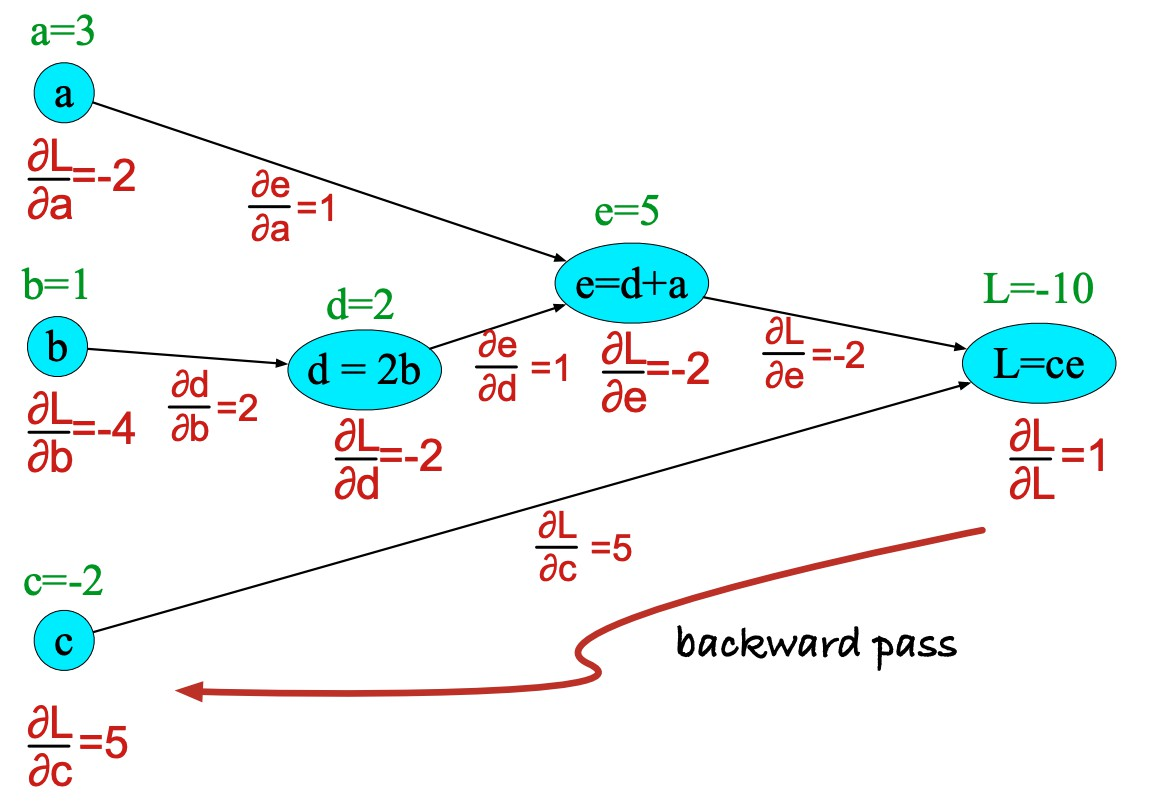 a=3
a
∂L/∂a=-2
∂e/∂a=1
e=5
e=d+a
b=1
b
d=2
d = 2b
L=-10
L=ce
∂L/∂b=-4
∂d/∂b=2
∂L/∂d=-2
∂e/∂d =1
∂L/∂e=-2
∂L/∂e=-2
∂L/∂L=1
∂L/∂c =5
c=-2
c
backward pass
∂L/∂c=5